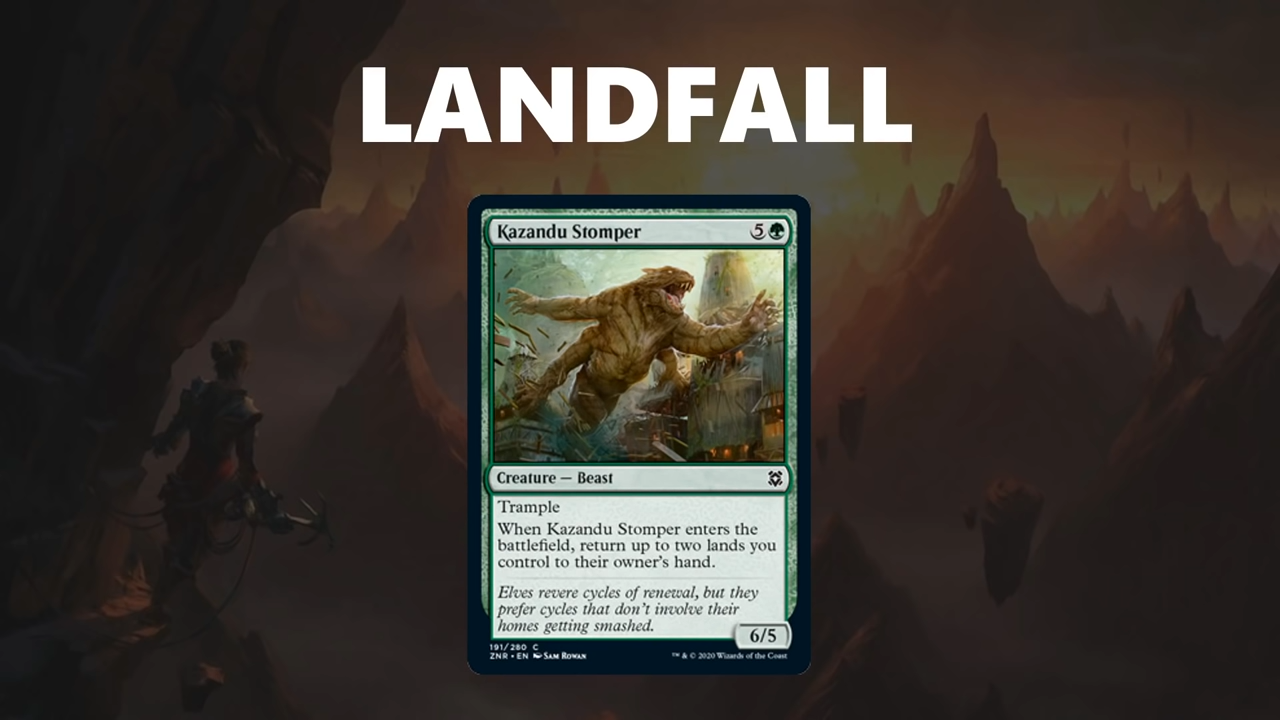 LANDFALL
Kazandu Stomper 5
Creature — Beast
Trample
When Kazandu Stomper enters the
battlefield, return up to two lands you
control to their owner's hand.
Elves revere cycles of renewal, but they
prefer cycles that don't involve their
homes getting smashed.
6/5
191/280 C
ZNR • EN Sam Rowan
™ & © 2020 Wizards of the Coast